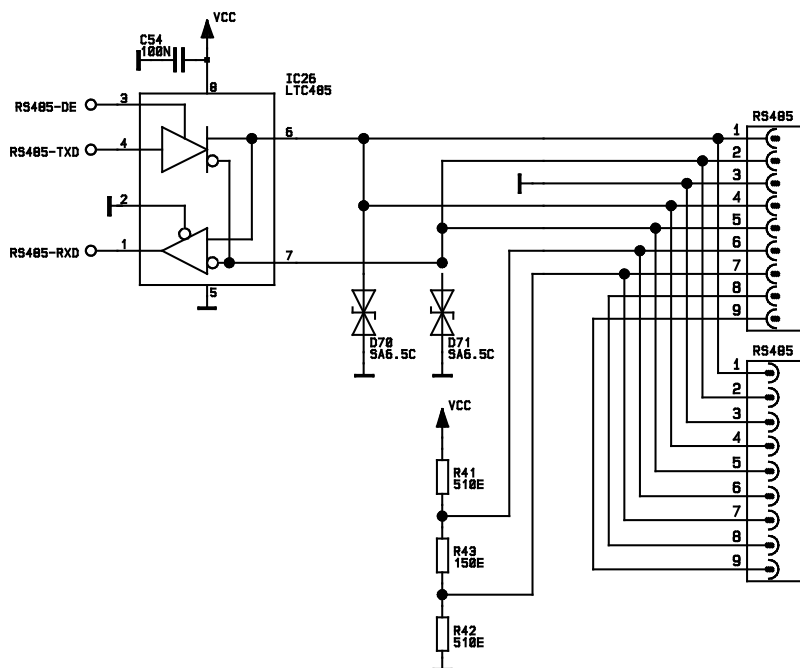 VCC
C54
100N
8
IC26
LTC485
RS485-DE
3
RS485-TXD
4
6
2
RS485-RXD
1
7
5
D70
SA6.5C
D71
SA6.5C
RS485
1
2
3
4
5
6
7
8
9
RS485
1
2
3
4
5
6
7
8
9
VCC
R41
510E
R43
150E
R42
510E